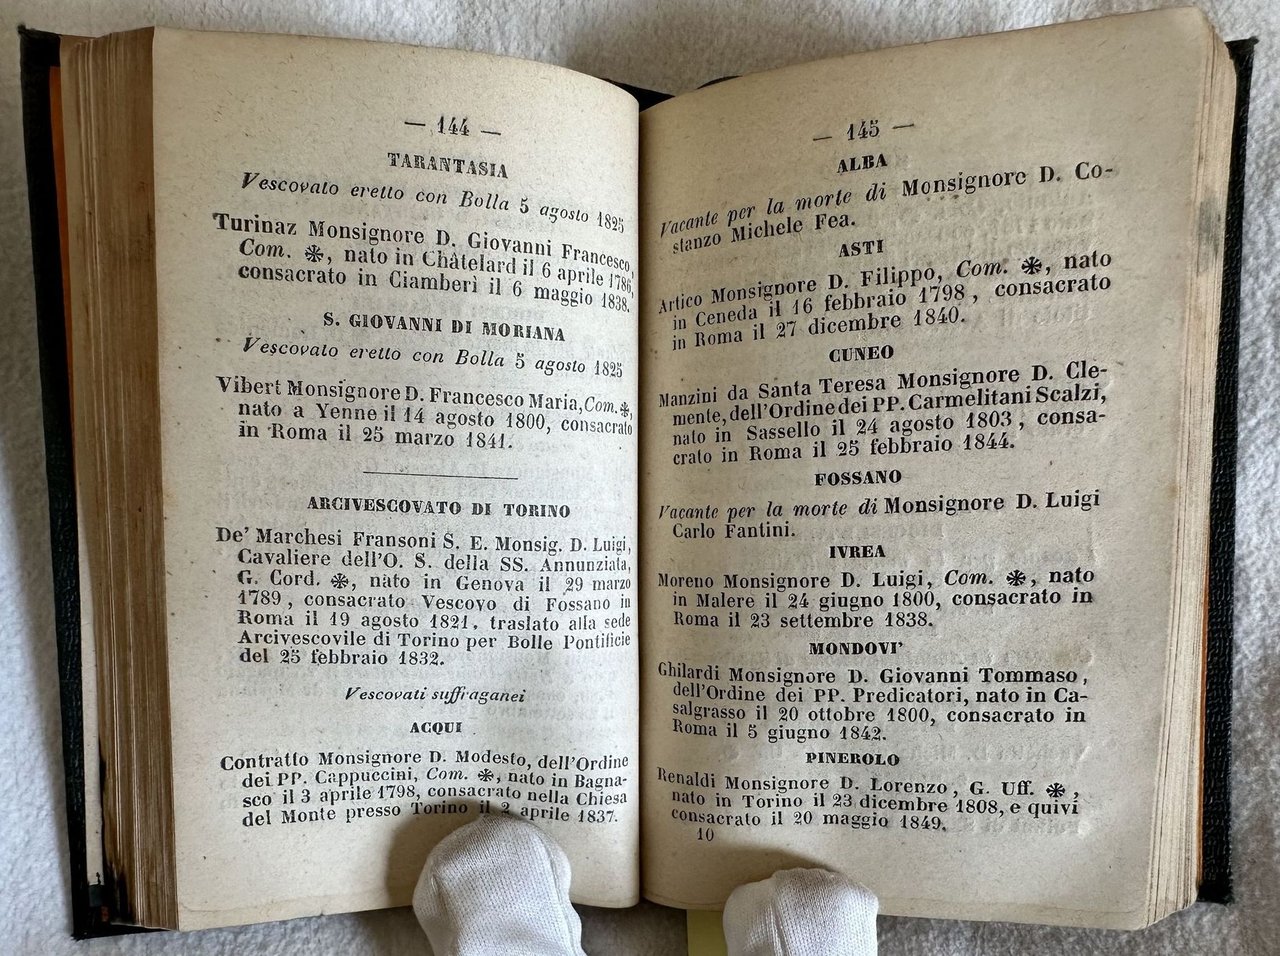 — 144 —
TARANTASIA
Vescovato eretto con Bolla 5 agosto 1825
Turinaz Monsignore D. Giovanni Francesco,
Com. ❋, nato in Châtelard il 6 aprile 1786,
consacrato in Ciamberì il 6 maggio 1838.
S. GIOVANNI DI MORIANA
Vescovato eretto con Bolla 5 agosto 1825
Vibert Monsignore D. Francesco Maria, Com. ❋,
nato a Yenne il 14 agosto 1800, consacrato
in Roma il 25 marzo 1841.
ARCIVESCOVATO DI TORINO
De' Marchesi Fransoni S. E. Monsig. D. Luigi,
Cavaliere dell'O. S. della SS. Annunziata,
G. Cord. ❋, nato in Genova il 29 marzo
1789, consacrato Vescovo di Fossano in
Roma il 19 agosto 1821, traslato alla sede
Arcivescovile di Torino per Bolle Pontificie
del 25 febbraio 1832.
Vescovati suffraganei
ACQUI
Contratto Monsignore D. Modesto, dell'Ordine
dei PP. Cappuccini, Com. ❋, nato in Bagna-
sco il 3 aprile 1798, consacrato nella Chiesa
del Monte presso Torino il 2 aprile 1837.
— 145 —
ALBA
Vacante per la morte di Monsignore D. Co-
stanzo Michele Fea.
ASTI
Artico Monsignore D. Filippo, Com. ❋, nato
in Ceneda il 16 febbraio 1798, consacrato
in Roma il 27 dicembre 1840.
CUNEO
Manzini da Santa Teresa Monsignore D. Cle-
mente, dell'Ordine dei PP. Carmelitani Scalzi,
nato in Sassello il 24 agosto 1803, consa-
crato in Roma il 25 febbraio 1844.
FOSSANO
Vacante per la morte di Monsignore D. Luigi
Carlo Fantini.
IVREA
Moreno Monsignore D. Luigi, Com. ❋, nato
in Malere il 24 giugno 1800, consacrato in
Roma il 23 settembre 1838.
MONDOVI'
Ghilardi Monsignore D. Giovanni Tommaso,
dell'Ordine dei PP. Predicatori, nato in Ca-
salgrasso il 20 ottobre 1800, consacrato in
Roma il 5 giugno 1842.
PINEROLO
Renaldi Monsignore D. Lorenzo, G. Uff. ❋,
nato in Torino il 23 dicembre 1808, e quivi
consacrato il 20 maggio 1849.
10